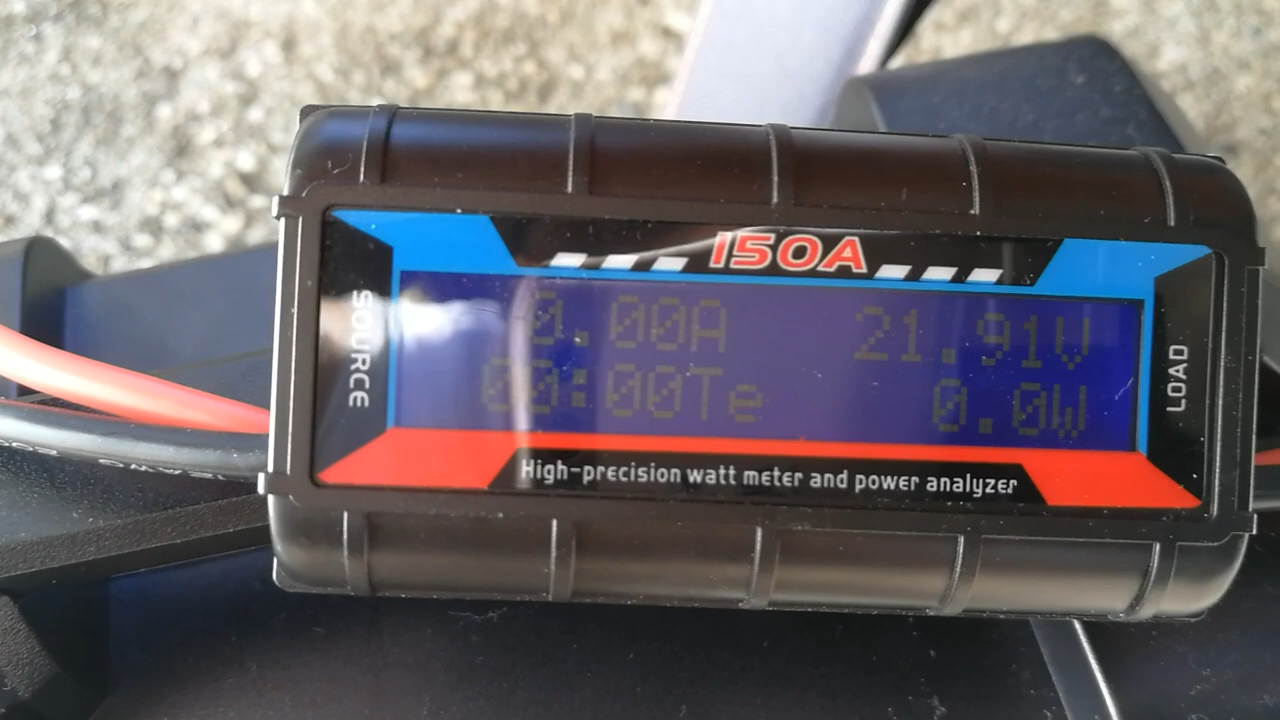 150A
SOURCE
0.00A 21.91V
00:00Te 0.0W
LOAD
High-precision watt meter and power analyzer